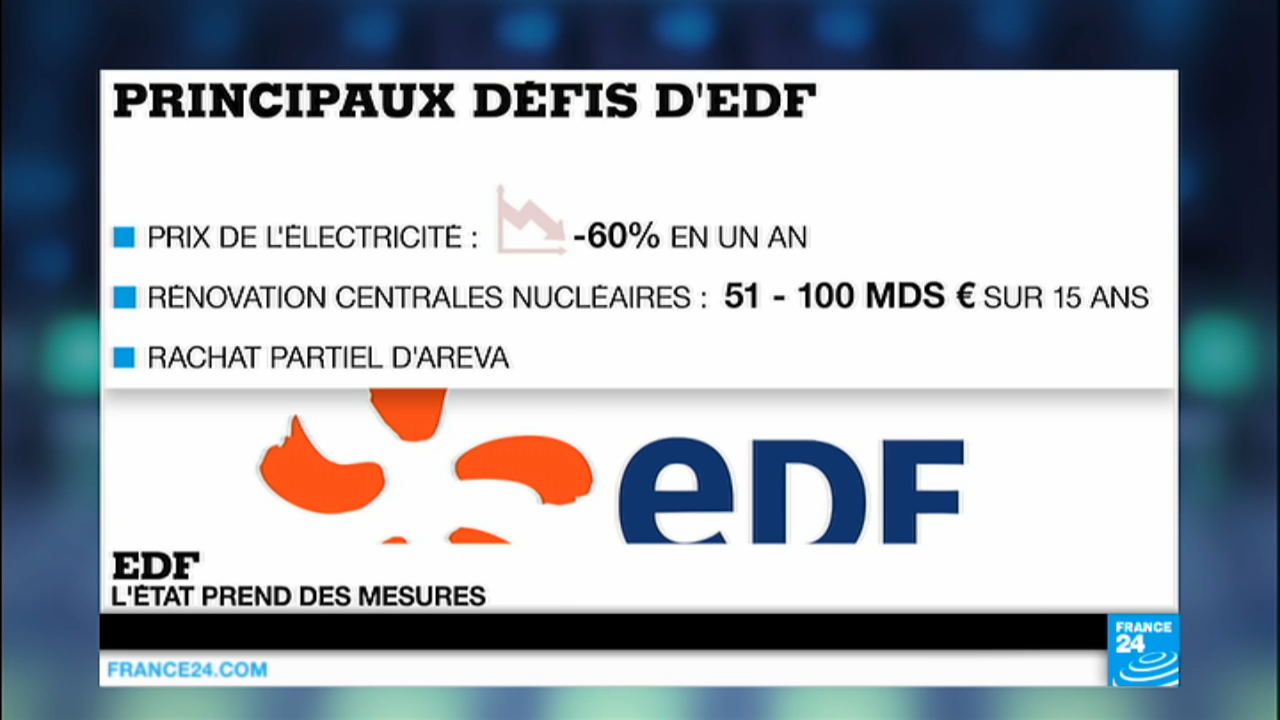 PRINCIPAUX DÉFIS D'EDF
PRIX DE L'ÉLECTRICITÉ : -60% EN UN AN
RÉNOVATION CENTRALES NUCLÉAIRES : 51 - 100 MDS € SUR 15 ANS
RACHAT PARTIEL D'AREVA
eDF
EDF
L'ÉTAT PREND DES MESURES
FRANCE
24
FRANCE24.COM